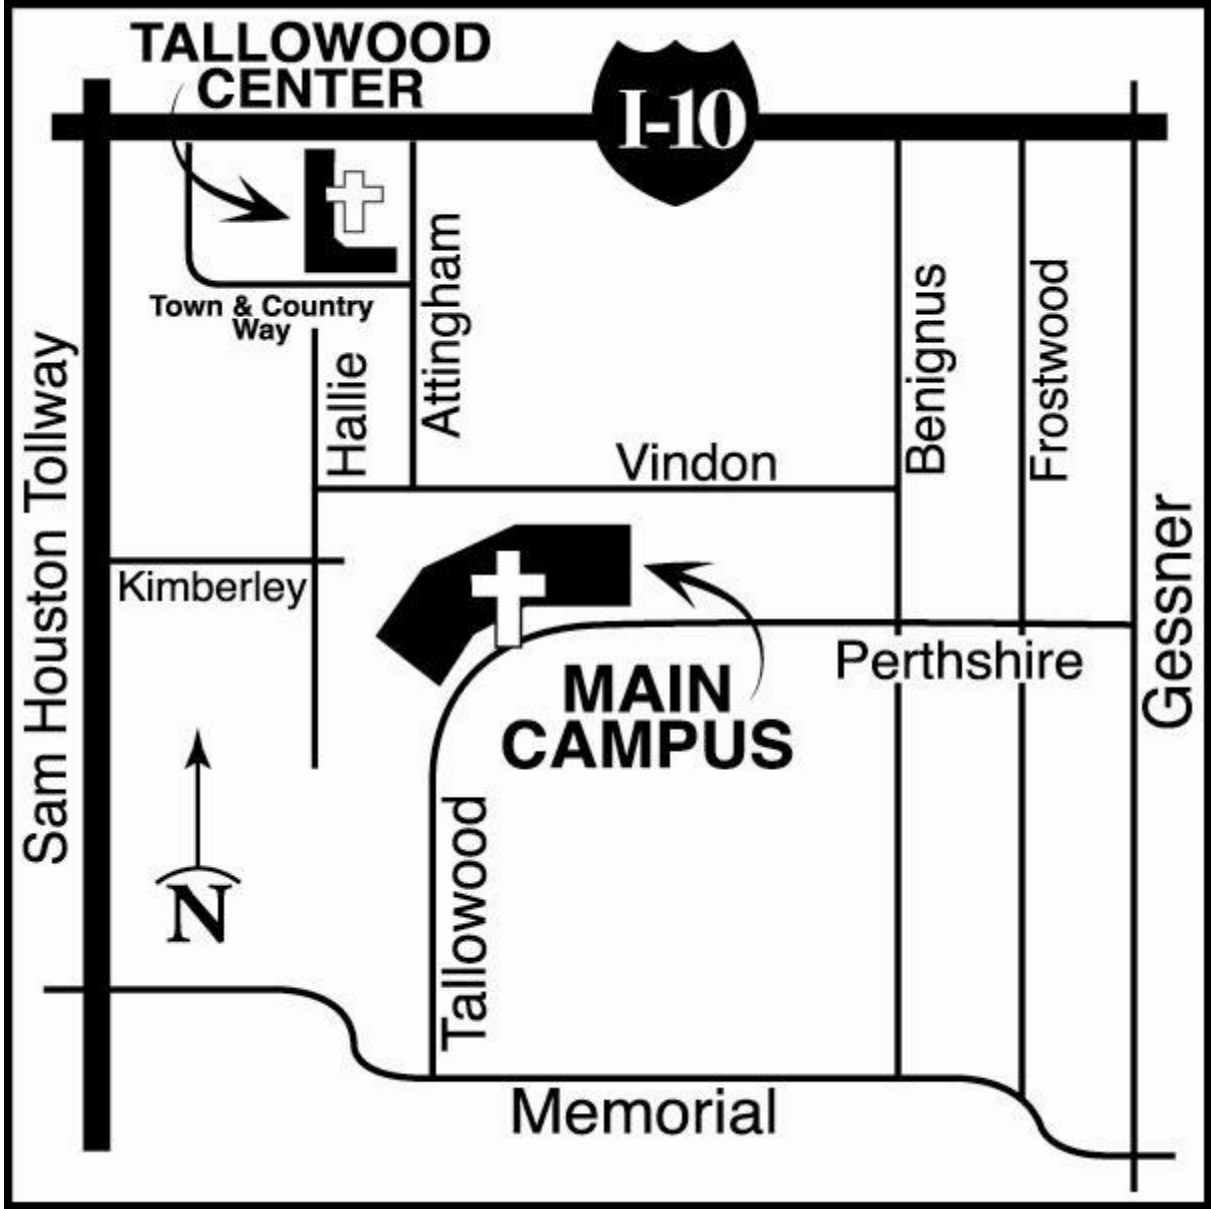 TALLOWOOD
CENTER
I-10
Town & Country
Way
Hallie
Attingham
Benignus
Frostwood
Vindon
Sam Houston Tollway
Kimberley
Gessner
Perthshire
MAIN
CAMPUS
Tallowood
N
Memorial